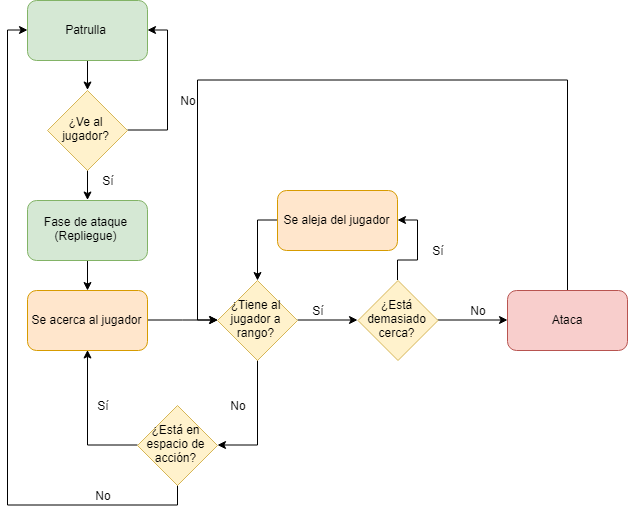 Patrulla
No
¿Ve al
jugador?
Sí
Fase de ataque
(Repliegue)
Se aleja del jugador
Sí
Se acerca al jugador
¿Tiene al
jugador a
rango?
Sí
¿Está
demasiado
cerca?
No
Ataca
Sí
No
¿Está en
espacio de
acción?
No